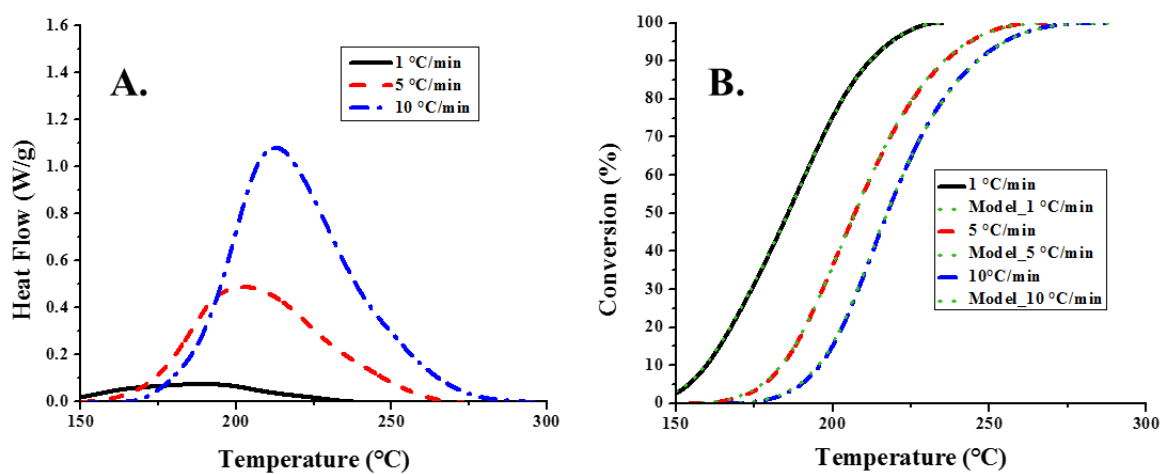 A.
1 °C/min
5 °C/min
10 °C/min
Heat Flow (W/g)
1.6
1.4
1.2
1.0
0.8
0.6
0.4
0.2
0.0
150
200
250
300
Temperature (°C)
B.
1 °C/min
Model_1 °C/min
5 °C/min
Model_5 °C/min
10°C/min
Model_10 °C/min
Conversion (%)
100
90
80
70
60
50
40
30
20
10
0
150
200
250
300
Temperature (°C)